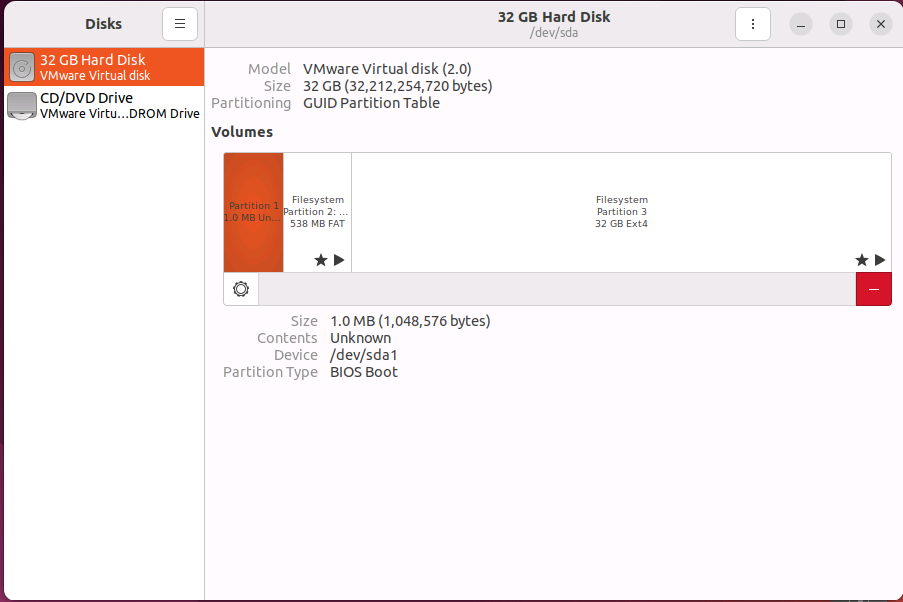 Disks
32 GB Hard Disk
/dev/sda
32 GB Hard Disk
VMware Virtual disk
CD/DVD Drive
VMware Virtu...DROM Drive
Model VMware Virtual disk (2.0)
Size 32 GB (32,212,254,720 bytes)
Partitioning GUID Partition Table
Volumes
Partition 1
1.0 MB Un...
Filesystem
Partition 2: ...
538 MB FAT
Filesystem
Partition 3
32 GB Ext4
Size 1.0 MB (1,048,576 bytes)
Contents Unknown
Device /dev/sda1
Partition Type BIOS Boot